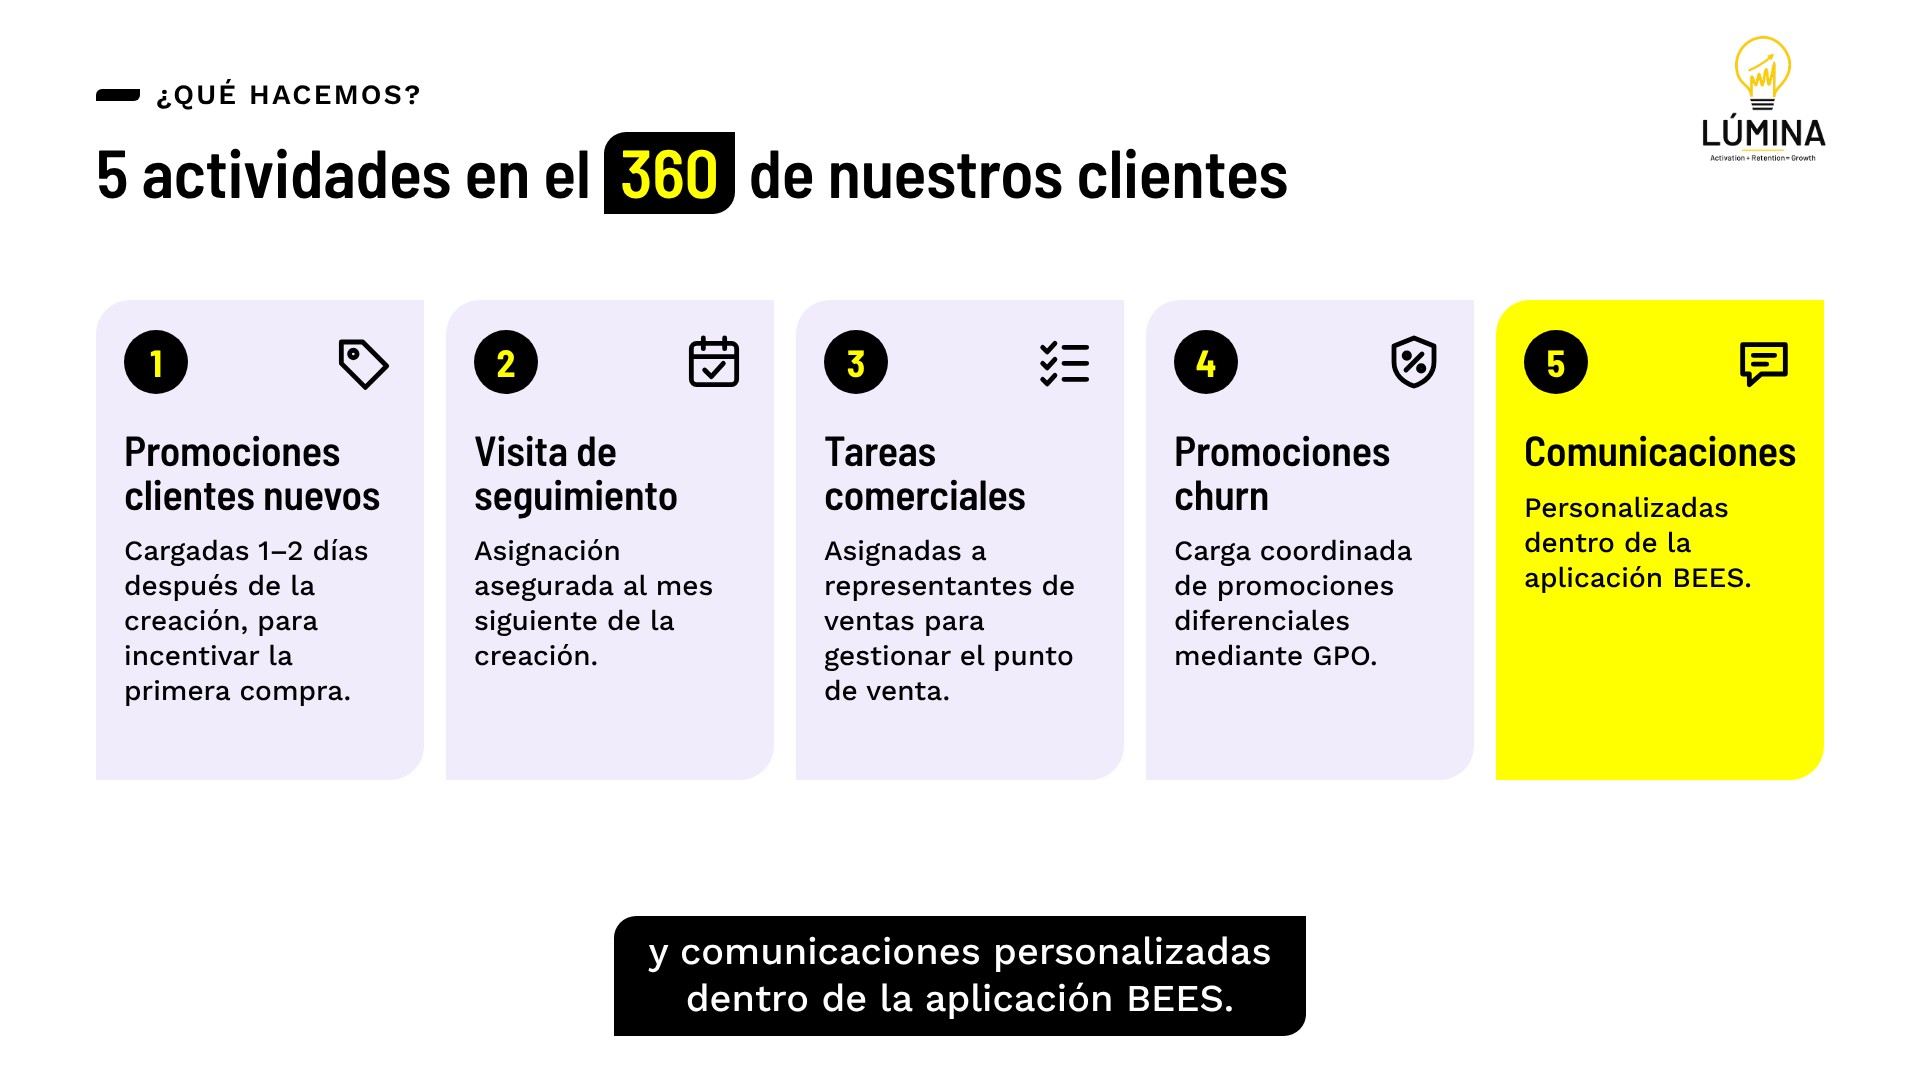 ¿QUÉ HACEMOS?
5 actividades en el 360 de nuestros clientes
LÚMINA
Activation + Retention = Growth
1
Promociones
clientes nuevos
Cargadas 1–2 días
después de la
creación, para
incentivar la
primera compra.
2
Visita de
seguimiento
Asignación
asegurada al mes
siguiente de la
creación.
3
Tareas
comerciales
Asignadas a
representantes de
ventas para
gestionar el punto
de venta.
4
Promociones
churn
Carga coordinada
de promociones
diferenciales
mediante GPO.
5
Comunicaciones
Personalizadas
dentro de la
aplicación BEES.
y comunicaciones personalizadas
dentro de la aplicación BEES.